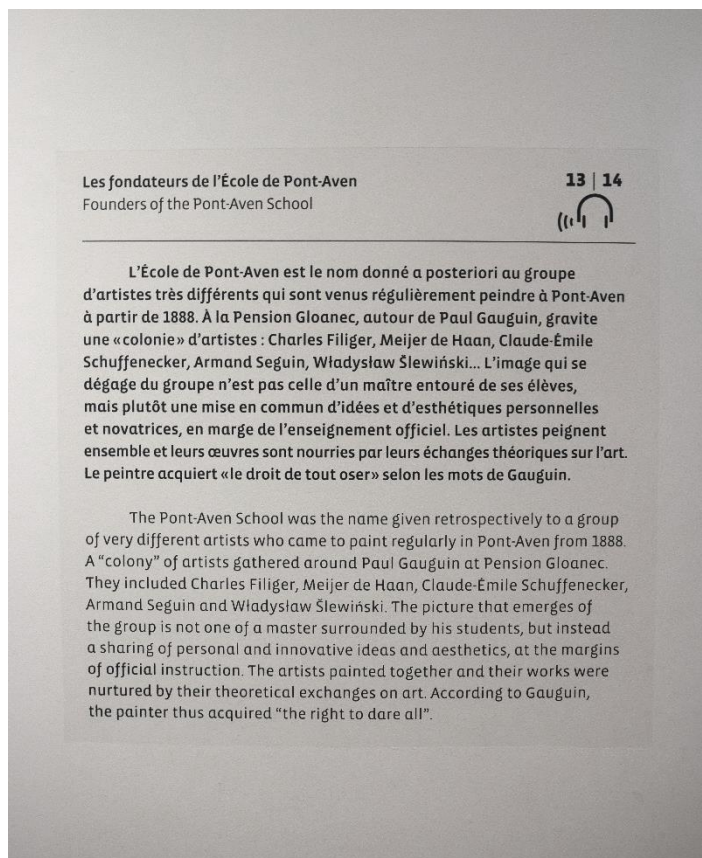 Les fondateurs de l'École de Pont-Aven
Founders of the Pont-Aven School
13 | 14
L'École de Pont-Aven est le nom donné a posteriori au groupe
d'artistes très différents qui sont venus régulièrement peindre à Pont-Aven
à partir de 1888. À la Pension Gloanec, autour de Paul Gauguin, gravite
une «colonie» d'artistes : Charles Filiger, Meijer de Haan, Claude-Émile
Schuffenecker, Armand Seguin, Władysław Šlewiński... L'image qui se
dégage du groupe n'est pas celle d'un maître entouré de ses élèves,
mais plutôt une mise en commun d'idées et d'esthétiques personnelles
et novatrices, en marge de l'enseignement officiel. Les artistes peignent
ensemble et leurs œuvres sont nourries par leurs échanges théoriques sur l'art.
Le peintre acquiert «le droit de tout oser» selon les mots de Gauguin.
The Pont-Aven School was the name given retrospectively to a group
of very different artists who came to paint regularly in Pont-Aven from 1888.
A “colony” of artists gathered around Paul Gauguin at Pension Gloanec.
They included Charles Filiger, Meijer de Haan, Claude-Émile Schuffenecker,
Armand Seguin and Władysław Šlewiński. The picture that emerges of
the group is not one of a master surrounded by his students, but instead
a sharing of personal and innovative ideas and aesthetics, at the margins
of official instruction. The artists painted together and their works were
nurtured by their theoretical exchanges on art. According to Gauguin,
the painter thus acquired “the right to dare all”.